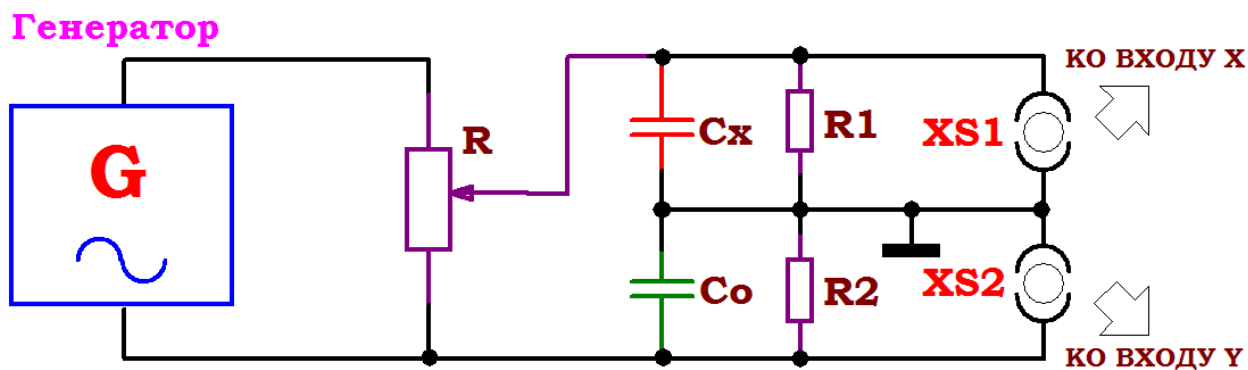 Генератор
G
R
Cx
R1
XS1
КО ВХОДУ X
Co
R2
XS2
КО ВХОДУ Y